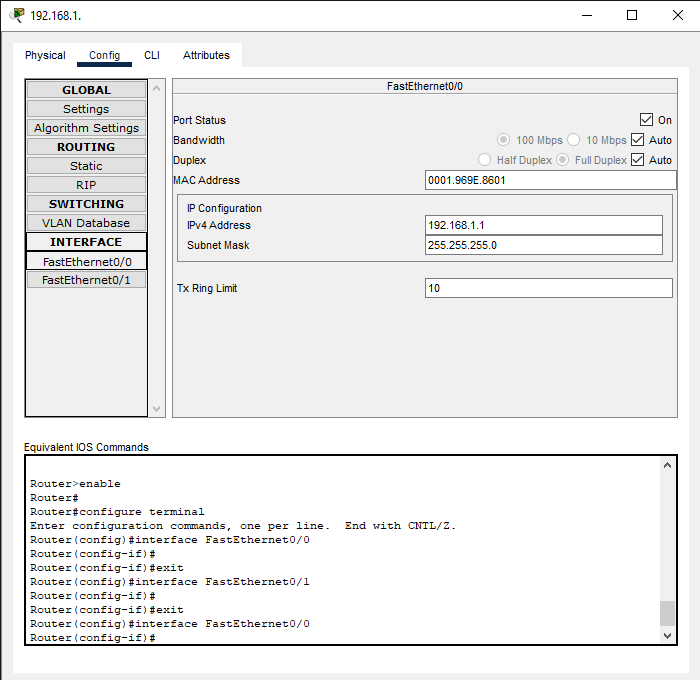 192.168.1.
Physical Config CLI Attributes
GLOBAL
Settings
Algorithm Settings
ROUTING
Static
RIP
SWITCHING
VLAN Database
INTERFACE
FastEthernet0/0
FastEthernet0/1
FastEthernet0/0
Port Status On
Bandwidth 100 Mbps 10 Mbps Auto
Duplex Half Duplex Full Duplex Auto
MAC Address 0001.969E.8601
IP Configuration
IPv4 Address 192.168.1.1
Subnet Mask 255.255.255.0
Tx Ring Limit 10
Equivalent IOS Commands
Router>enable
Router#
Router#configure terminal
Enter configuration commands, one per line.  End with CNTL/Z.
Router(config)#interface FastEthernet0/0
Router(config-if)#
Router(config-if)#exit
Router(config)#interface FastEthernet0/1
Router(config-if)#
Router(config-if)#exit
Router(config)#interface FastEthernet0/0
Router(config-if)#